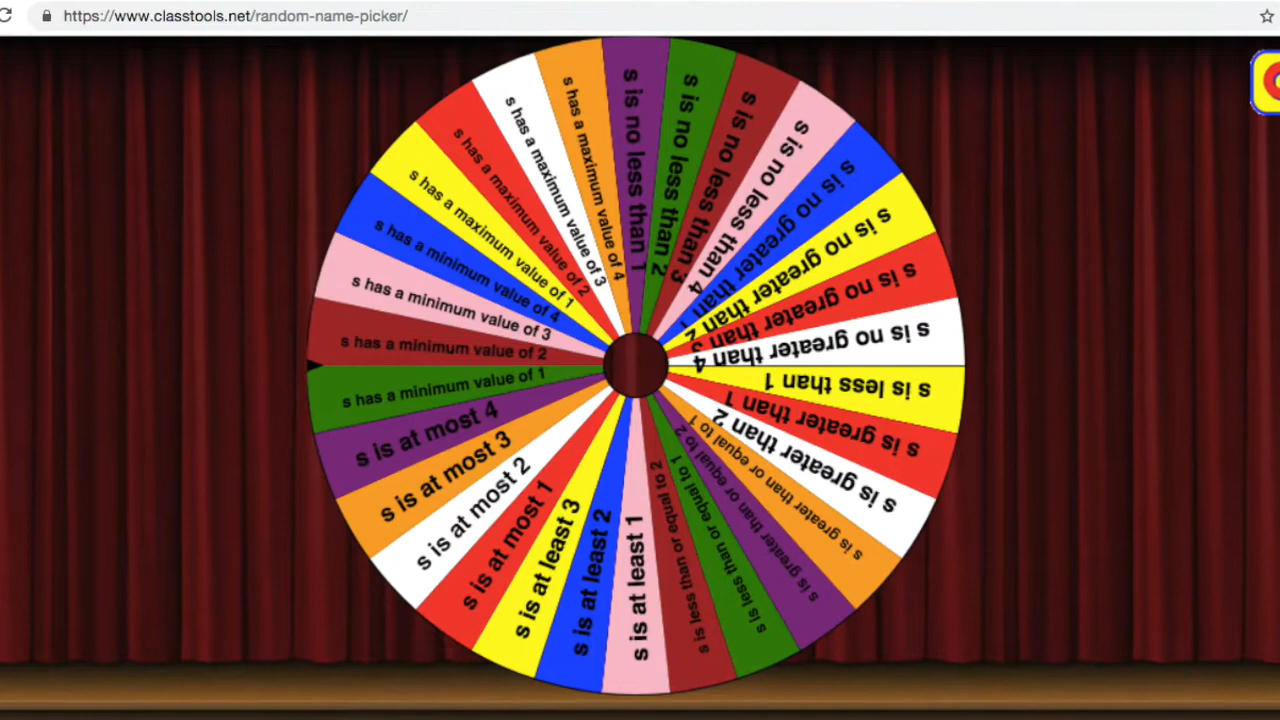 https://www.classtools.net/random-name-picker/
s is no less than 1
s is no less than 2
s is no less than 3
s is no less than 4
s is no greater than 1
s is no greater than 2
s is no greater than 3
s is no greater than 4
s is less than 1
s is greater than 1
s is greater than 2
s is greater than or equal to 1
s is greater than or equal to 2
s is less than or equal to 1
s is less than or equal to 2
s is at least 1
s is at least 2
s is at least 3
s is at most 1
s is at most 2
s is at most 3
s is at most 4
s has a minimum value of 1
s has a minimum value of 2
s has a minimum value of 3
s has a minimum value of 4
s has a maximum value of 1
s has a maximum value of 2
s has a maximum value of 3
s has a maximum value of 4